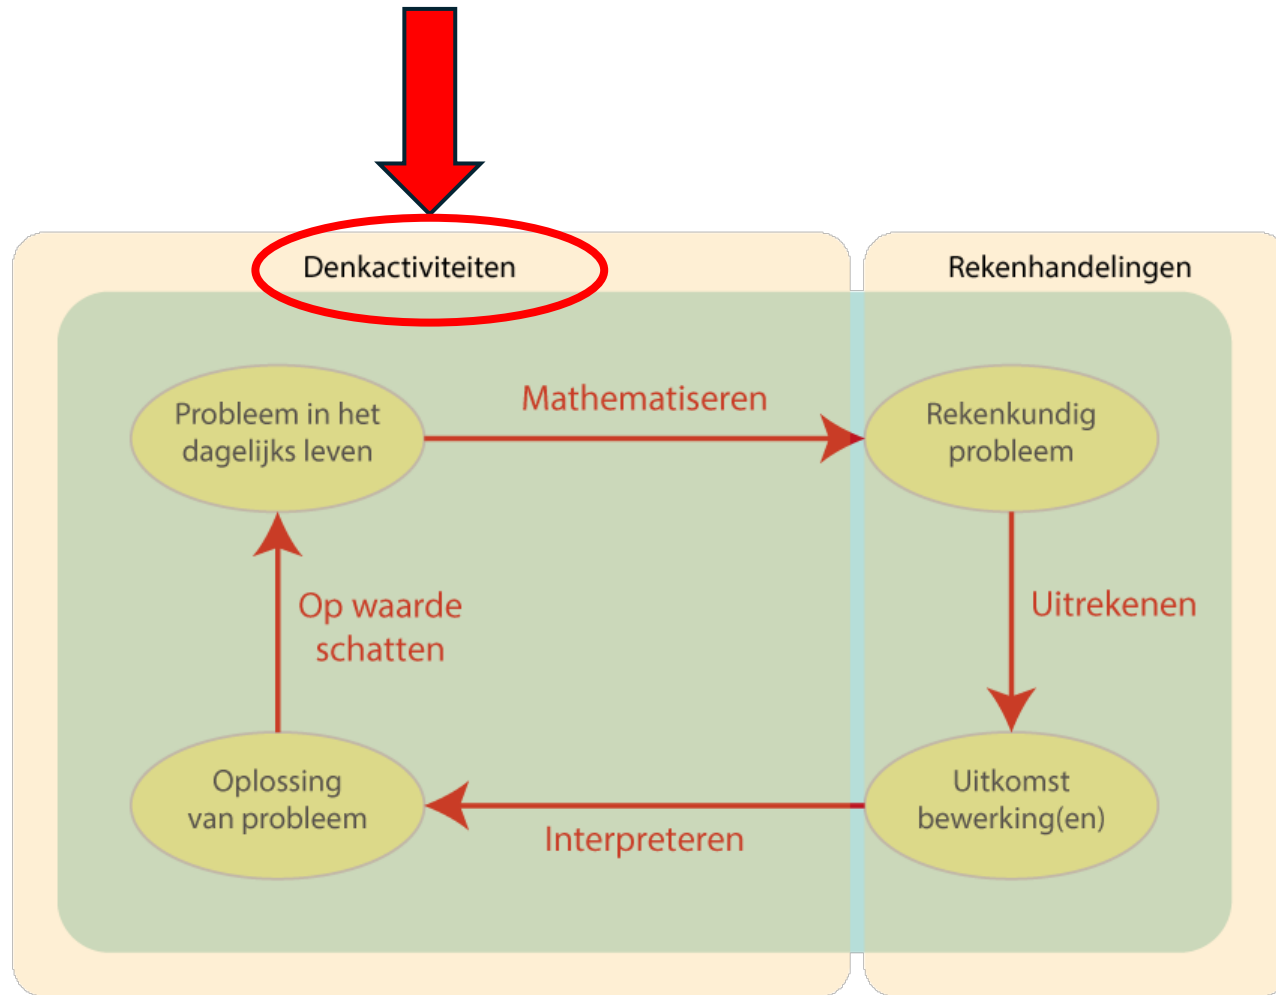 Denkactiviteiten
Rekenhandelingen
Probleem in het
dagelijks leven
Mathematiseren
Rekenkundig
probleem
Op waarde
schatten
Uitrekenen
Oplossing
van probleem
Interpreteren
Uitkomst
bewerking(en)